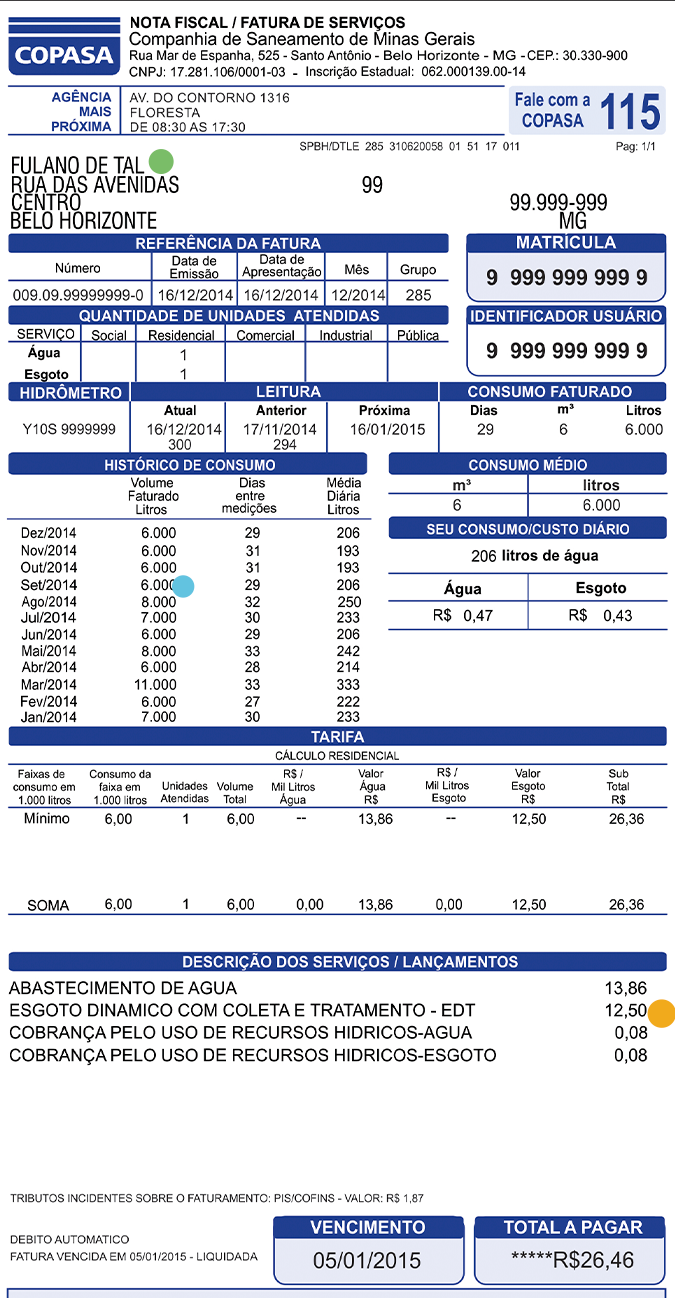 COPASA
NOTA FISCAL / FATURA DE SERVIÇOS
Companhia de Saneamento de Minas Gerais
Rua Mar de Espanha, 525 - Santo Antônio - Belo Horizonte - MG - CEP.: 30.330-900
CNPJ: 17.281.106/0001-03 - Inscrição Estadual: 062.000139.00-14
AGÊNCIA MAIS PRÓXIMA
AV. DO CONTORNO 1316
FLORESTA
DE 08:30 AS 17:30
Fale com a COPASA 115
SPBH/DTLE 285 310620058 01 51 17 011 Pag: 1/1
FULANO DE TAL
RUA DAS AVENIDAS 99
CENTRO 99.999-999
BELO HORIZONTE MG
REFERÊNCIA DA FATURA
Número Data de Emissão Data de Apresentação Mês Grupo
009.09.99999999-0 16/12/2014 16/12/2014 12/2014 285
MATRÍCULA
9 999 999 999 9
QUANTIDADE DE UNIDADES ATENDIDAS
SERVIÇO Social Residencial Comercial Industrial Pública
Água 1
Esgoto 1
IDENTIFICADOR USUÁRIO
9 999 999 999 9
HIDRÔMETRO LEITURA CONSUMO FATURADO
Atual Anterior Próxima Dias m³ Litros
Y10S 9999999 16/12/2014 17/11/2014 16/01/2015 29 6 6.000
300 294
HISTÓRICO DE CONSUMO
Volume Faturado Litros Dias entre medições Média Diária Litros
Dez/2014 6.000 29 206
Nov/2014 6.000 31 193
Out/2014 6.000 31 193
Set/2014 6.000 29 206
Ago/2014 8.000 32 250
Jul/2014 7.000 30 233
Jun/2014 6.000 29 206
Mai/2014 8.000 33 242
Abr/2014 6.000 28 214
Mar/2014 11.000 33 333
Fev/2014 6.000 27 222
Jan/2014 7.000 30 233
CONSUMO MÉDIO
m³ litros
6 6.000
SEU CONSUMO/CUSTO DIÁRIO
206 litros de água
Água Esgoto
R$ 0,47 R$ 0,43
TARIFA
CÁLCULO RESIDENCIAL
Faixas de consumo em 1.000 litros Consumo da faixa em 1.000 litros Unidades Atendidas Volume Total R$ / Mil Litros Água Valor Água R$ R$ / Mil Litros Esgoto Valor Esgoto R$ Sub Total R$
Mínimo 6,00 1 6,00 -- 13,86 -- 12,50 26,36
SOMA 6,00 1 6,00 0,00 13,86 0,00 12,50 26,36
DESCRIÇÃO DOS SERVIÇOS / LANÇAMENTOS
ABASTECIMENTO DE AGUA 13,86
ESGOTO DINAMICO COM COLETA E TRATAMENTO - EDT 12,50
COBRANÇA PELO USO DE RECURSOS HIDRICOS-AGUA 0,08
COBRANÇA PELO USO DE RECURSOS HIDRICOS-ESGOTO 0,08
TRIBUTOS INCIDENTES SOBRE O FATURAMENTO: PIS/COFINS - VALOR: R$ 1,87
DEBITO AUTOMATICO
FATURA VENCIDA EM 05/01/2015 - LIQUIDADA
VENCIMENTO
05/01/2015
TOTAL A PAGAR
*****R$26,46